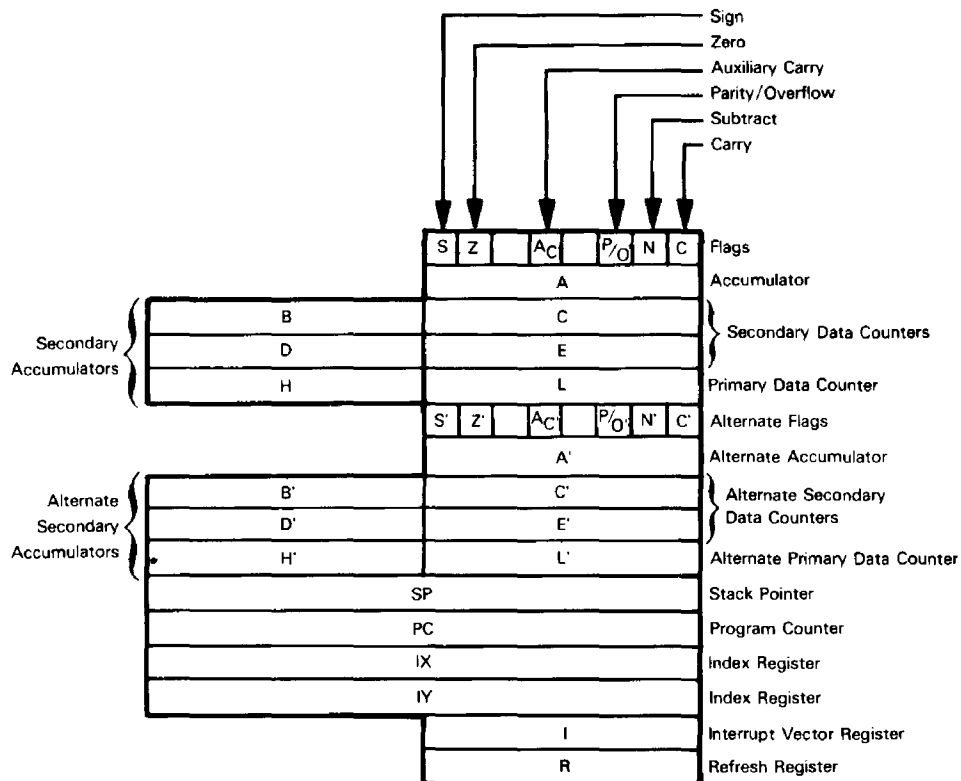 Sign
Zero
Auxiliary Carry
Parity/Overflow
Subtract
Carry
S Z AC P/O N C Flags
A Accumulator
B C
Secondary Data Counters
Secondary
Accumulators
D E
H L Primary Data Counter
S' Z' AC' P/O' N' C' Alternate Flags
A' Alternate Accumulator
B' C'
Alternate
Secondary
Accumulators
Alternate Secondary
Data Counters
D' E'
H' L' Alternate Primary Data Counter
SP Stack Pointer
PC Program Counter
IX Index Register
IY Index Register
I Interrupt Vector Register
R Refresh Register